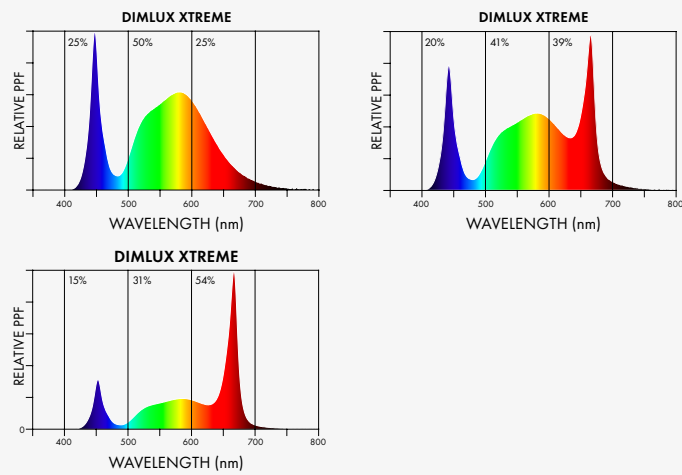 DIMLUX XTREME
25% 50% 25%
RELATIVE PPF
400 500 600 700 800
WAVELENGTH (nm)
DIMLUX XTREME
20% 41% 39%
RELATIVE PPF
400 500 600 700 800
WAVELENGTH (nm)
DIMLUX XTREME
15% 31% 54%
RELATIVE PPF
0
400 500 600 700 800
WAVELENGTH (nm)